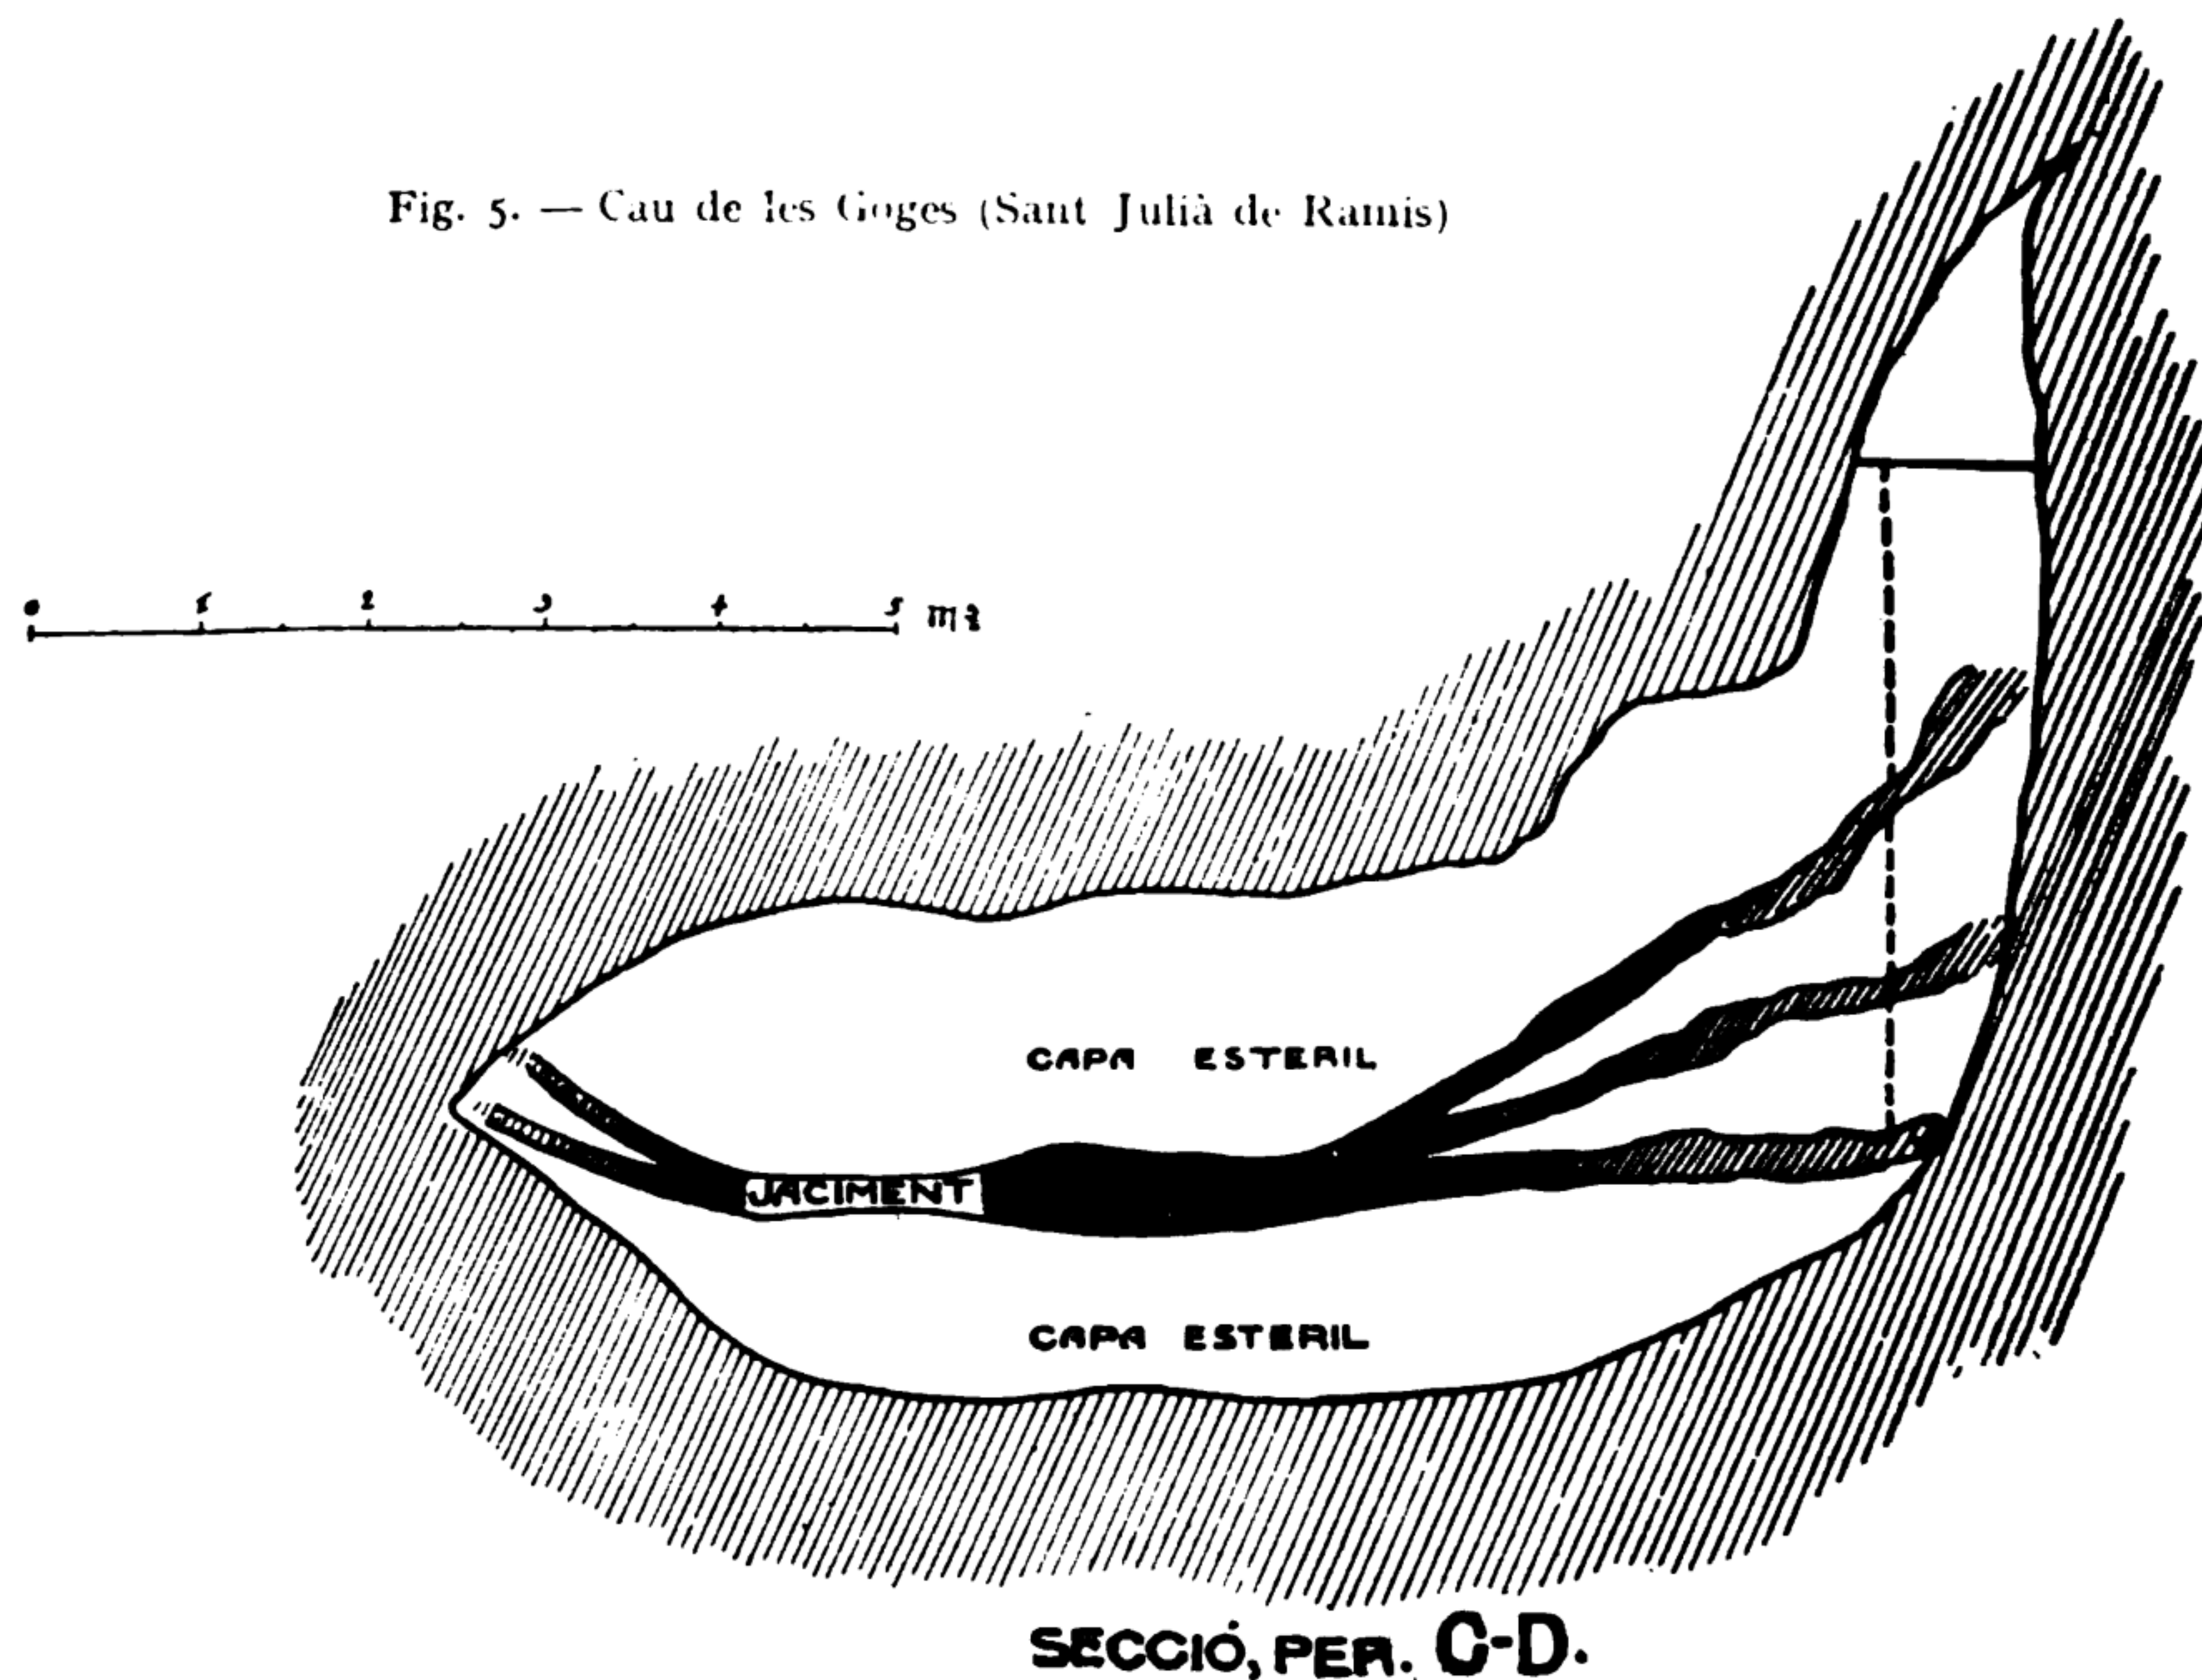 Fig. 5. — Cau de les Goges (Sant Julià de Ramis)
0 1 2 3 4 5 m
CAPA ESTERIL
JACIMENT
CAPA ESTERIL
SECCIÓ, PER. C-D.